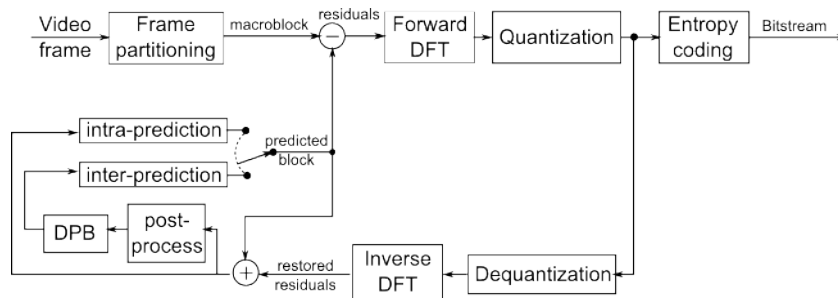 Video
frame
Frame
partitioning
macroblock
residuals
Forward
DFT
Quantization
Entropy
coding
Bitstream
intra-prediction
inter-prediction
predicted
block
DPB
post-
process
restored
residuals
Inverse
DFT
Dequantization